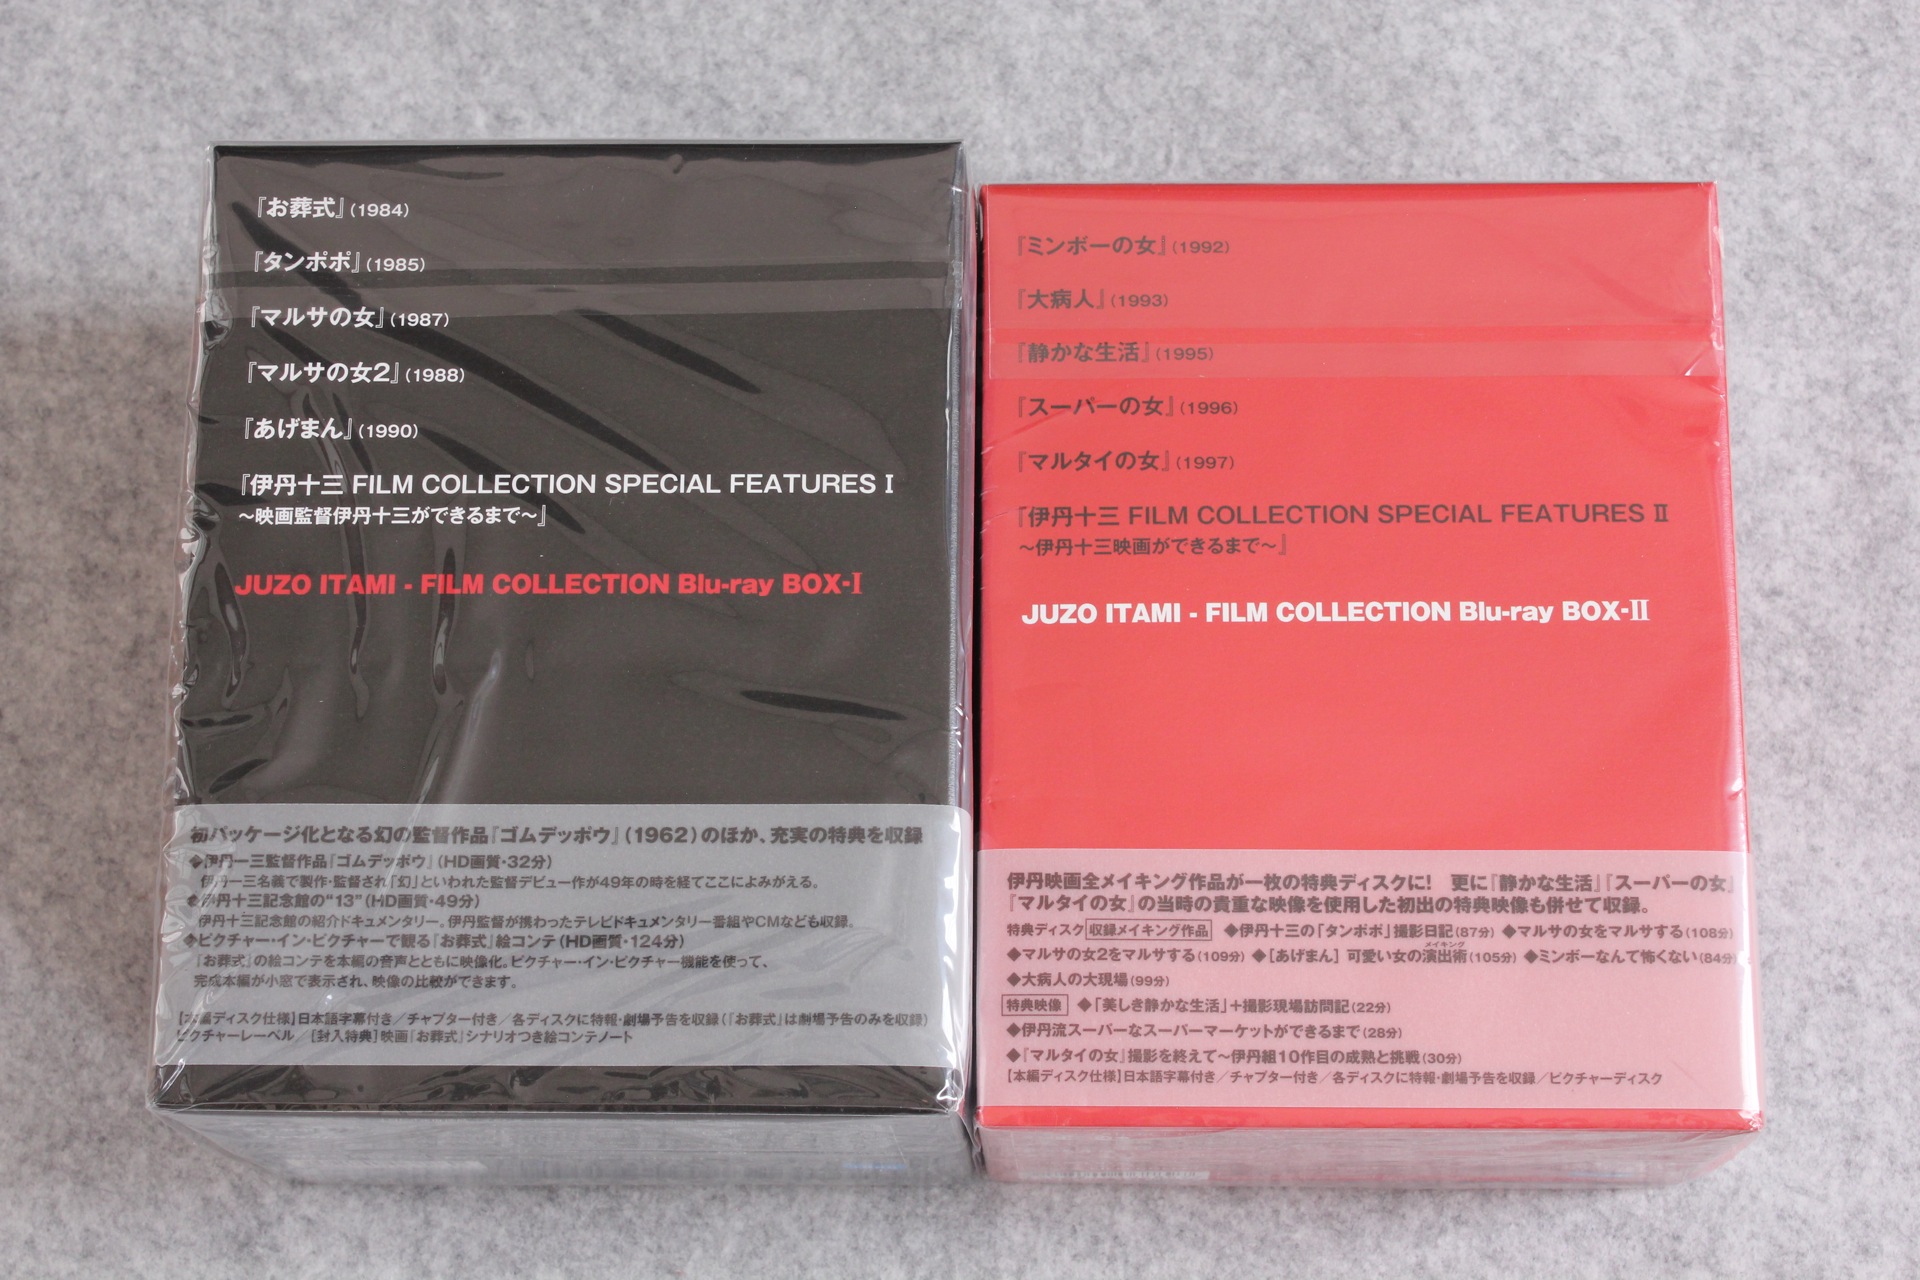 『お葬式』(1984)
『タンポポ』(1985)
『マルサの女』(1987)
『マルサの女2』(1988)
『あげまん』(1990)
『伊丹十三 FILM COLLECTION SPECIAL FEATURES I
〜映画監督伊丹十三ができるまで〜』
JUZO ITAMI - FILM COLLECTION Blu-ray BOX-I
初パッケージ化となる幻の監督作品『ゴムデッポウ』(1962)のほか、充実の特典を収録
◆伊丹一三監督作品『ゴムデッポウ』(HD画質・32分)
伊丹一三名義で製作・監督され「幻」といわれた監督デビュー作が49年の時を経てここによみがえる。
◆伊丹十三記念館の“13”(HD画質・49分)
伊丹十三記念館の紹介ドキュメンタリー。伊丹監督が携わったテレビドキュメンタリー番組やCMなども収録。
◆ピクチャー・イン・ピクチャーで観る『お葬式』絵コンテ(HD画質・124分)
『お葬式』の絵コンテを本編の音声とともに映像化。ピクチャー・イン・ピクチャー機能を使って、
完成本編が小窓で表示され、映像の比較ができます。
【本編ディスク仕様】日本語字幕付き／チャプター付き／各ディスクに特報・劇場予告を収録(『お葬式』は劇場予告のみを収録)
ピクチャーレーベル／【封入特典】映画『お葬式』シナリオつき絵コンテノート
『ミンボーの女』(1992)
『大病人』(1993)
『静かな生活』(1995)
『スーパーの女』(1996)
『マルタイの女』(1997)
『伊丹十三 FILM COLLECTION SPECIAL FEATURES II
〜伊丹十三映画ができるまで〜』
JUZO ITAMI - FILM COLLECTION Blu-ray BOX-II
伊丹映画全メイキング作品が一枚の特典ディスクに! 更に『静かな生活』『スーパーの女』
『マルタイの女』の当時の貴重な映像を使用した初出の特典映像も併せて収録。
特典ディスク 収録メイキング作品 ◆伊丹十三の「タンポポ」撮影日記(87分) ◆マルサの女をマルサする(108分)
◆マルサの女2をマルサする(109分) ◆[あげまん] 可愛い女の演出術(105分) ◆ミンボーなんて怖くない(84分)
メイキング
◆大病人の大現場(99分)
特典映像 ◆「美しき静かな生活」+撮影現場訪問記(22分)
◆伊丹流スーパーなスーパーマーケットができるまで(28分)
◆『マルタイの女』撮影を終えて〜伊丹組10作目の成熟と挑戦(30分)
【本編ディスク仕様】日本語字幕付き／チャプター付き／各ディスクに特報・劇場予告を収録／ピクチャーディスク